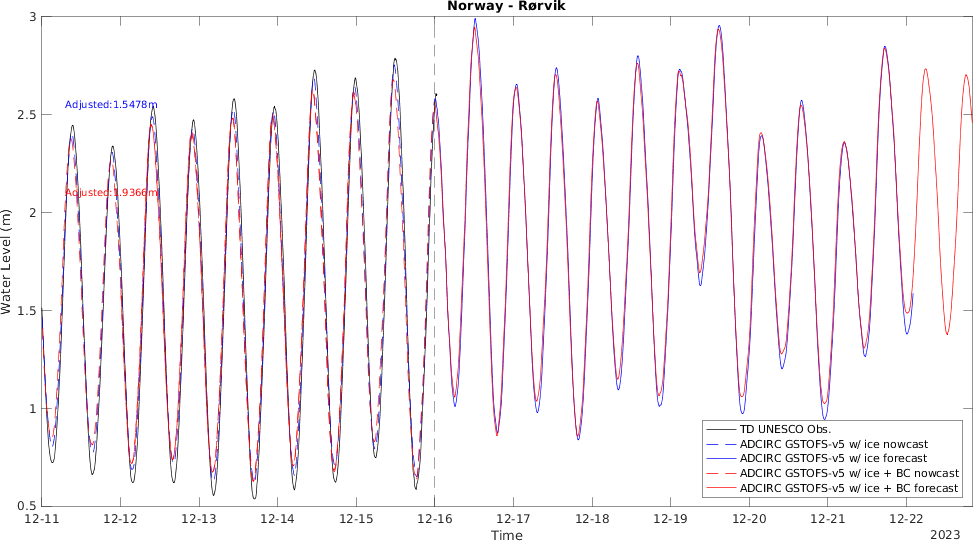 Norway - Rørvik
3
2.5
2
1.5
1
0.5
Water Level (m)
Adjusted:1.5478m
Adjusted:1.9366m
TD UNESCO Obs.
ADCIRC GSTOFS-v5 w/ ice nowcast
ADCIRC GSTOFS-v5 w/ ice forecast
ADCIRC GSTOFS-v5 w/ ice + BC nowcast
ADCIRC GSTOFS-v5 w/ ice + BC forecast
12-11 12-12 12-13 12-14 12-15 12-16 12-17 12-18 12-19 12-20 12-21 12-22
Time
2023